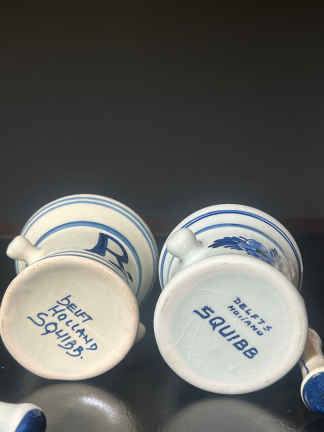 B.
DELFT
HOLLAND
SQUIBB
DELFTS
HOLLAND
SQUIBB